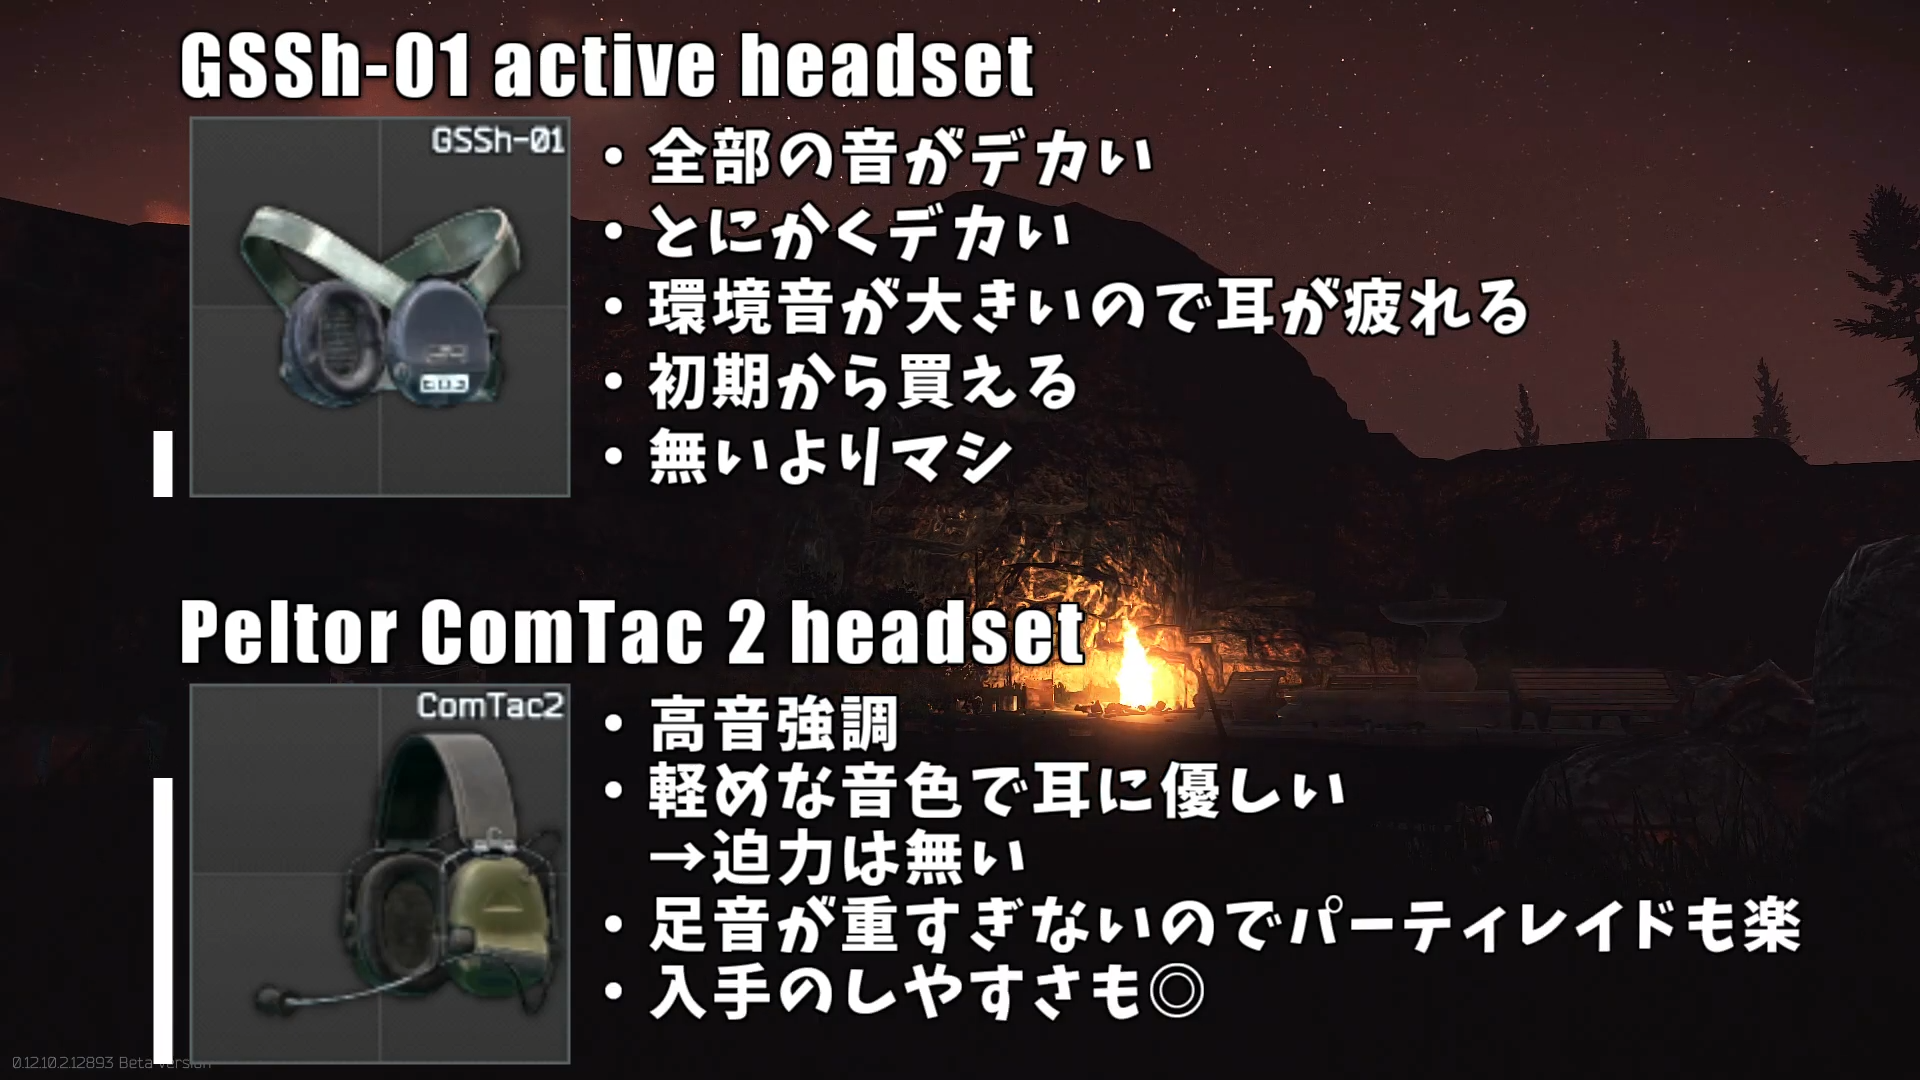 GSSh-01 active headset
GSSh-01
・全部の音がデカい
・とにかくデカい
・環境音が大きいので耳が疲れる
・初期から買える
・無いよりマシ
Peltor ComTac 2 headset
ComTac2
・高音強調
・軽めな音色で耳に優しい
→迫力は無い
・足音が重すぎないのでパーティレイドも楽
・入手のしやすさも◎
0.12.10.2.12893 Beta version